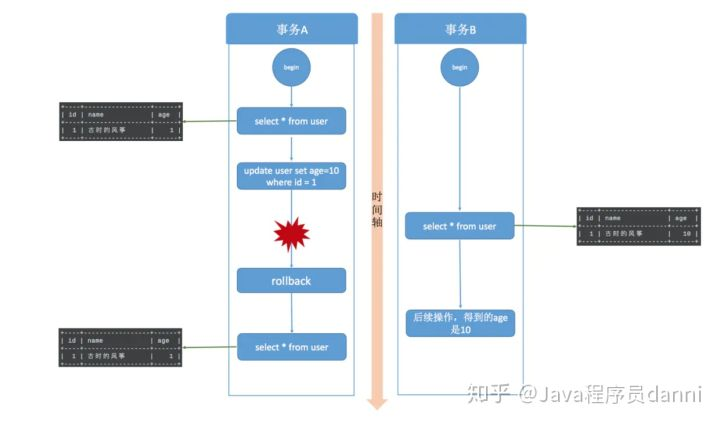 事务A
事务B
begin
begin
| id | name | age |
| 1 | 古时的风筝 | 1 |
select * from user
update user set age=10
where id = 1
时间轴
select * from user
| id | name | age |
| 1 | 古时的风筝 | 10 |
rollback
后续操作，得到的age
是10
| id | name | age |
| 1 | 古时的风筝 | 1 |
select * from user
知乎 @Java程序员danni